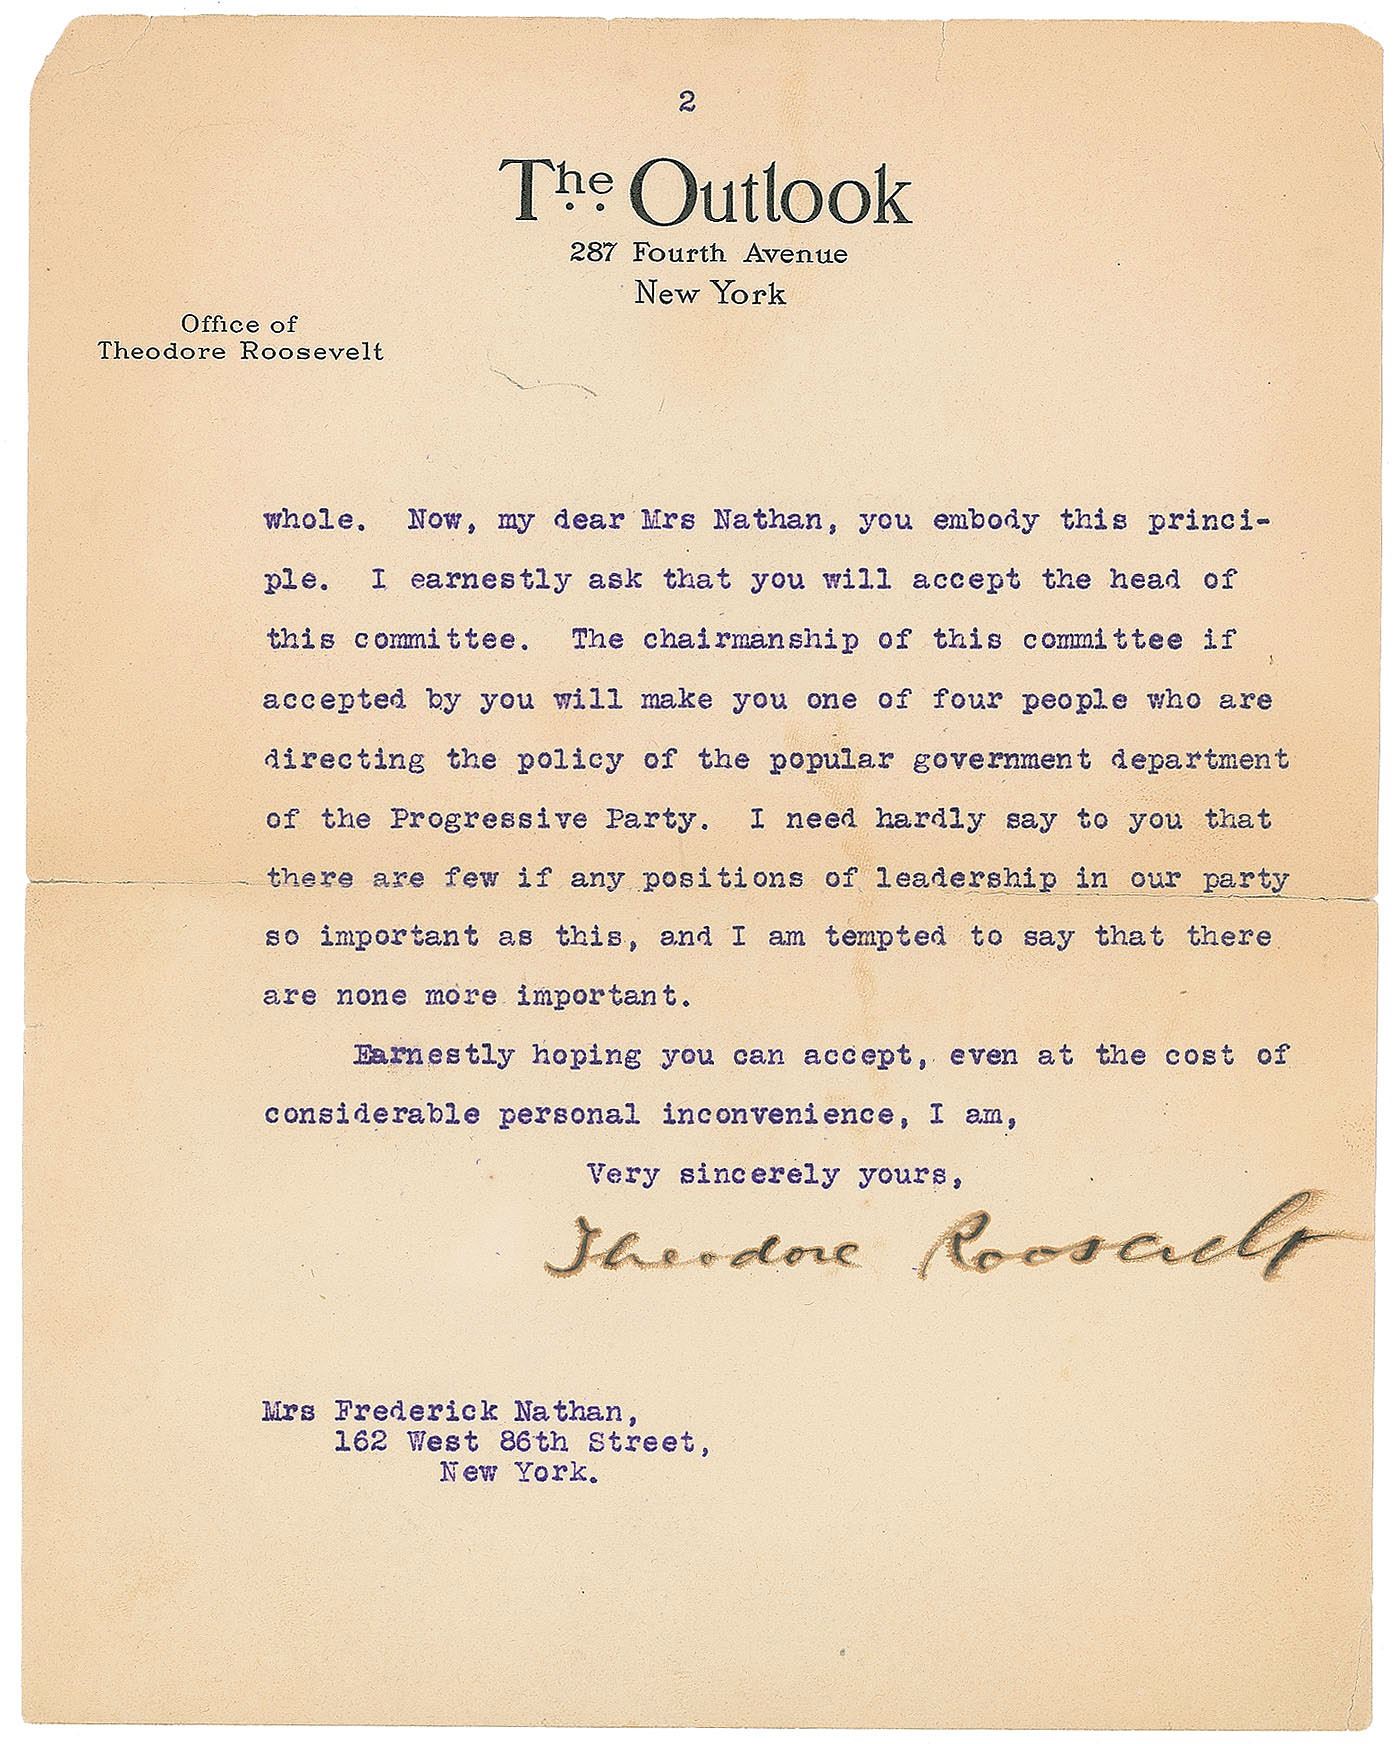 2
The Outlook
287 Fourth Avenue
New York
Office of
Theodore Roosevelt
whole. Now, my dear Mrs Nathan, you embody this princi-
ple. I earnestly ask that you will accept the head of
this committee. The chairmanship of this committee if
accepted by you will make you one of four people who are
directing the policy of the popular government department
of the Progressive Party. I need hardly say to you that
there are few if any positions of leadership in our party
so important as this, and I am tempted to say that there
are none more important.
Earnestly hoping you can accept, even at the cost of
considerable personal inconvenience, I am,
Very sincerely yours,
Theodore Roosevelt
Mrs Frederick Nathan,
162 West 86th Street,
New York.